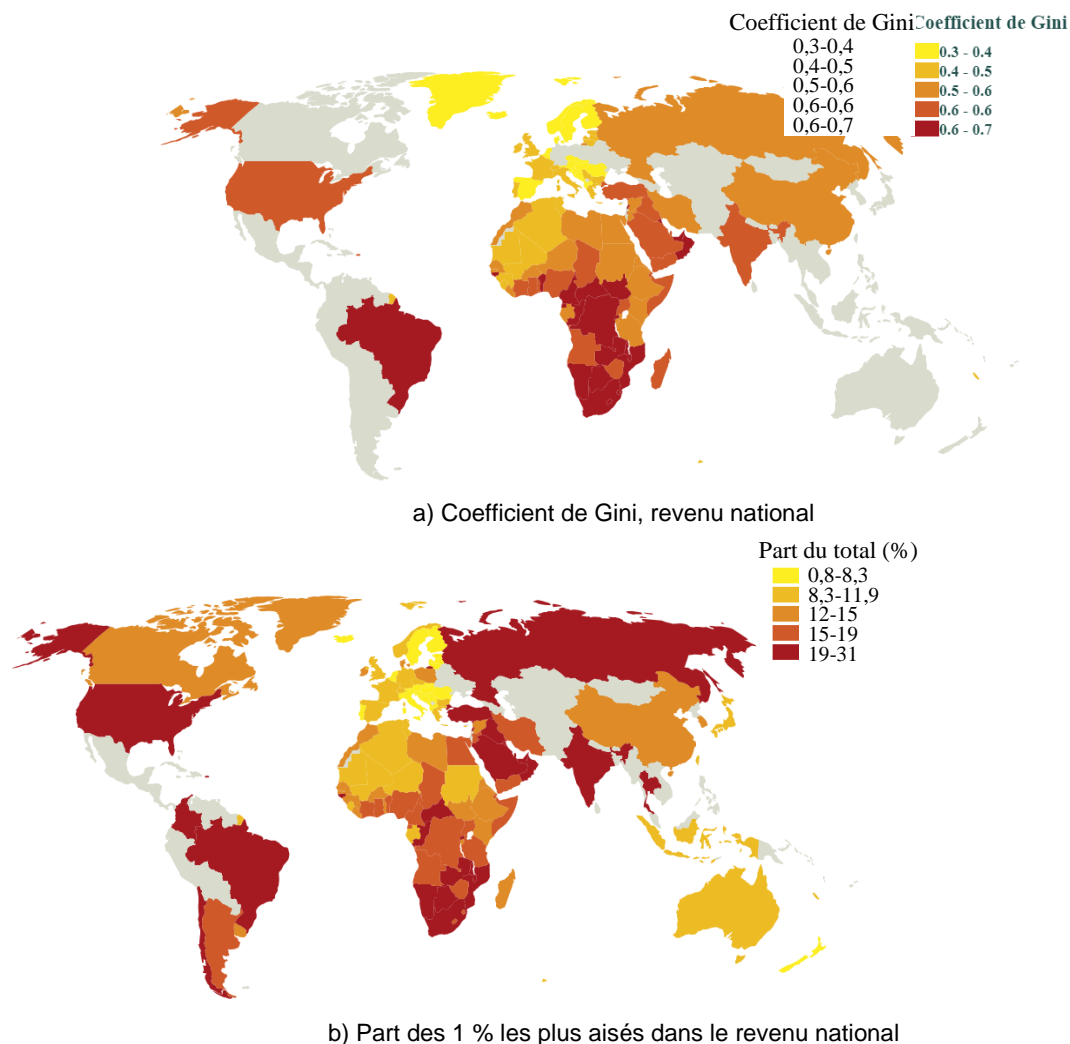 Coefficient de Gini
0,3-0,4
0,4-0,5
0,5-0,6
0,6-0,6
0,6-0,7
Coefficient de Gini
0.3 - 0.4
0.4 - 0.5
0.5 - 0.6
0.6 - 0.6
0.6 - 0.7
a) Coefficient de Gini, revenu national
Part du total (%)
0,8-8,3
8,3-11,9
12-15
15-19
19-31
b) Part des 1 % les plus aisés dans le revenu national